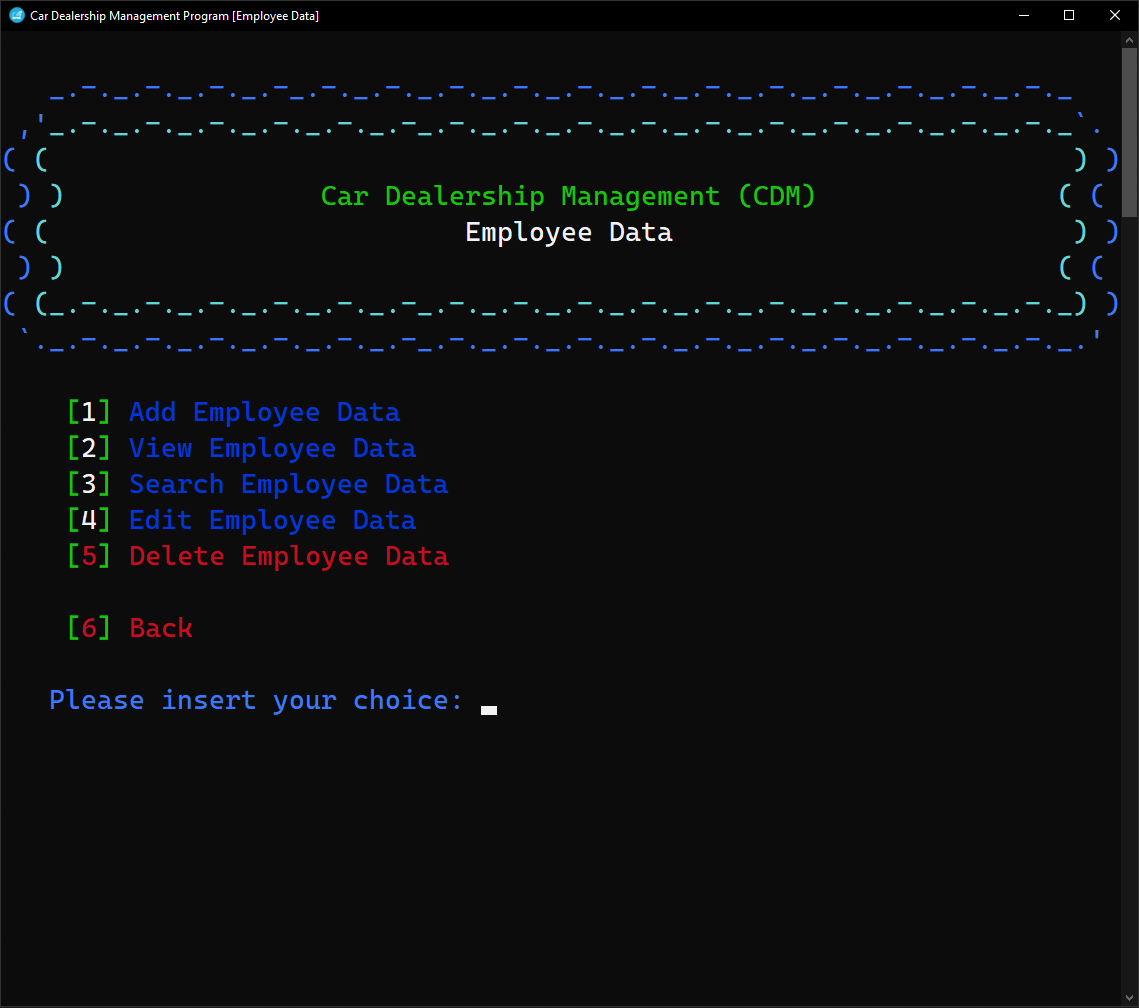 Car Dealership Management Program [Employee Data]
Car Dealership Management (CDM)
Employee Data
[1] Add Employee Data
[2] View Employee Data
[3] Search Employee Data
[4] Edit Employee Data
[5] Delete Employee Data
[6] Back
Please insert your choice: